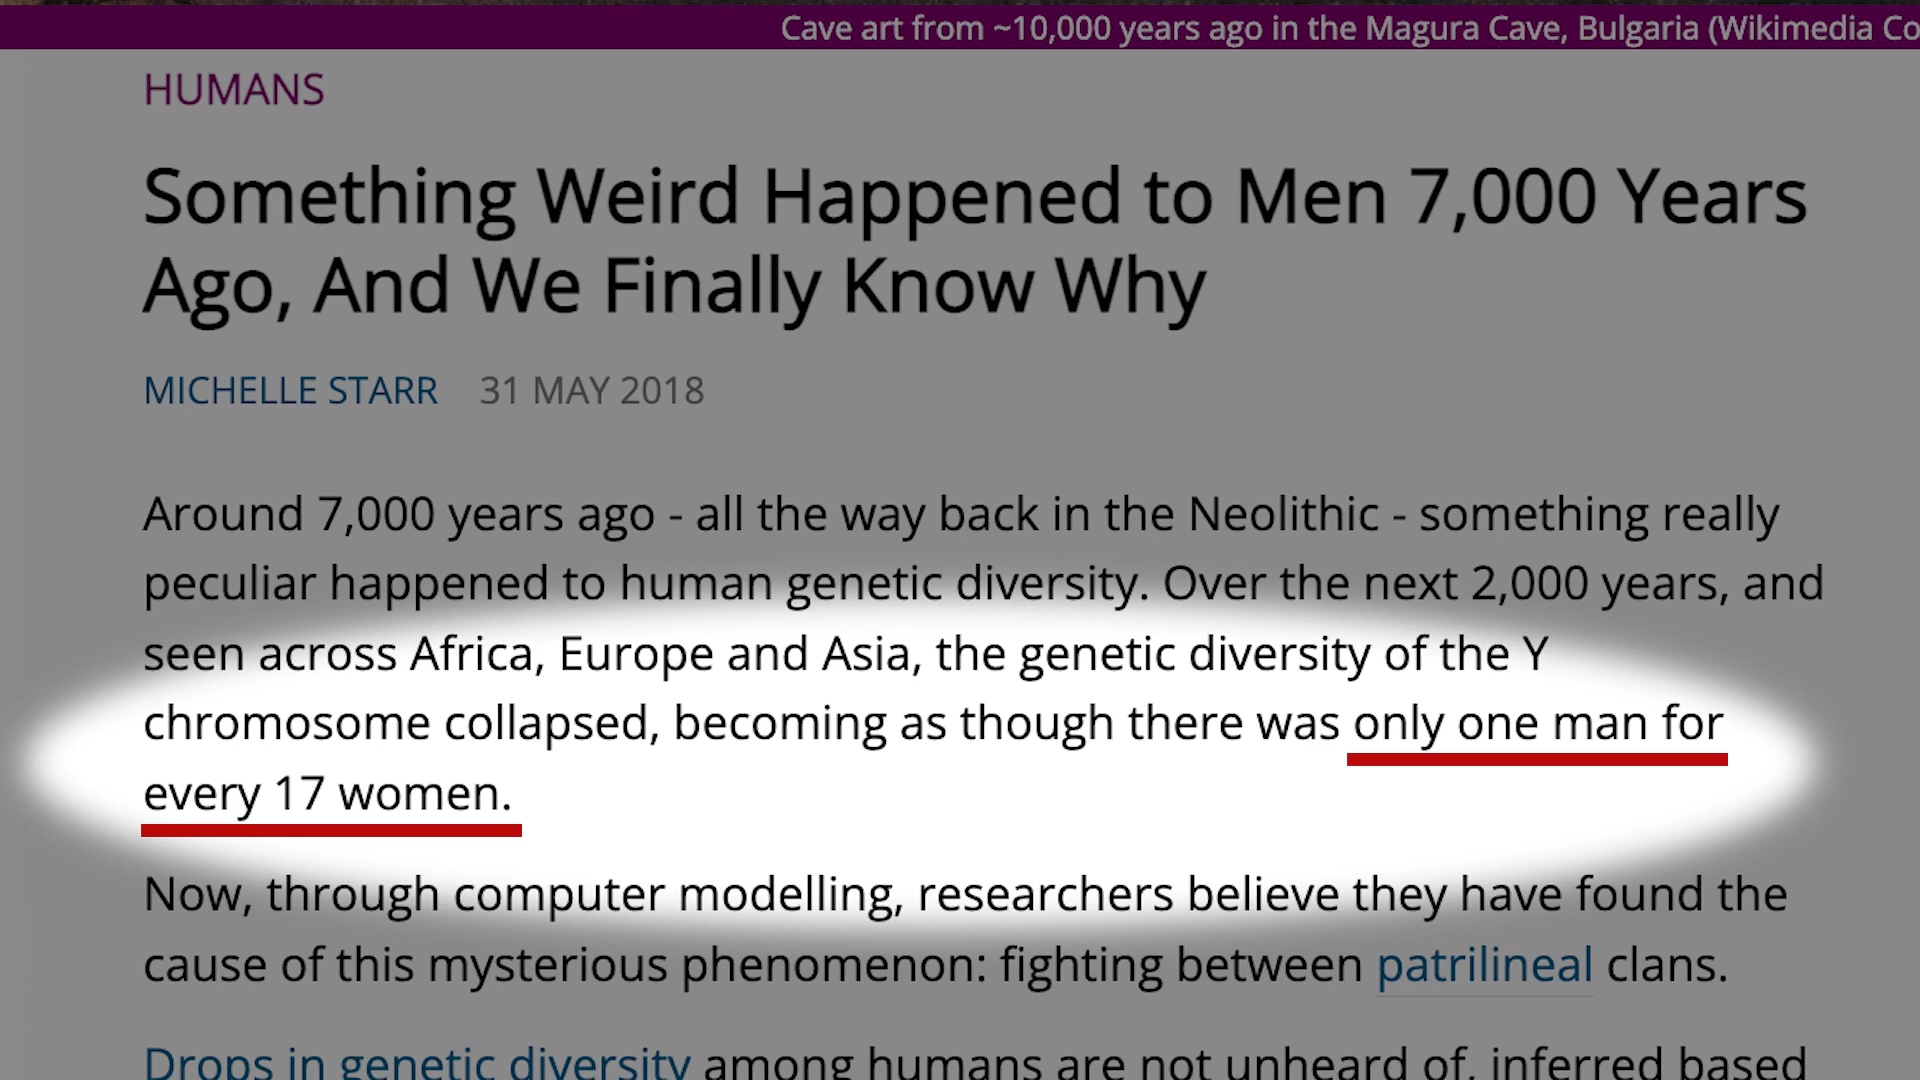 Cave art from ~10,000 years ago in the Magura Cave, Bulgaria (Wikimedia Co
HUMANS
Something Weird Happened to Men 7,000 Years
Ago, And We Finally Know Why
MICHELLE STARR 31 MAY 2018
Around 7,000 years ago - all the way back in the Neolithic - something really
peculiar happened to human genetic diversity. Over the next 2,000 years, and
seen across Africa, Europe and Asia, the genetic diversity of the Y
chromosome collapsed, becoming as though there was only one man for
every 17 women.
Now, through computer modelling, researchers believe they have found the
cause of this mysterious phenomenon: fighting between patrilineal clans.
Drops in genetic diversity among humans are not unheard of, inferred based